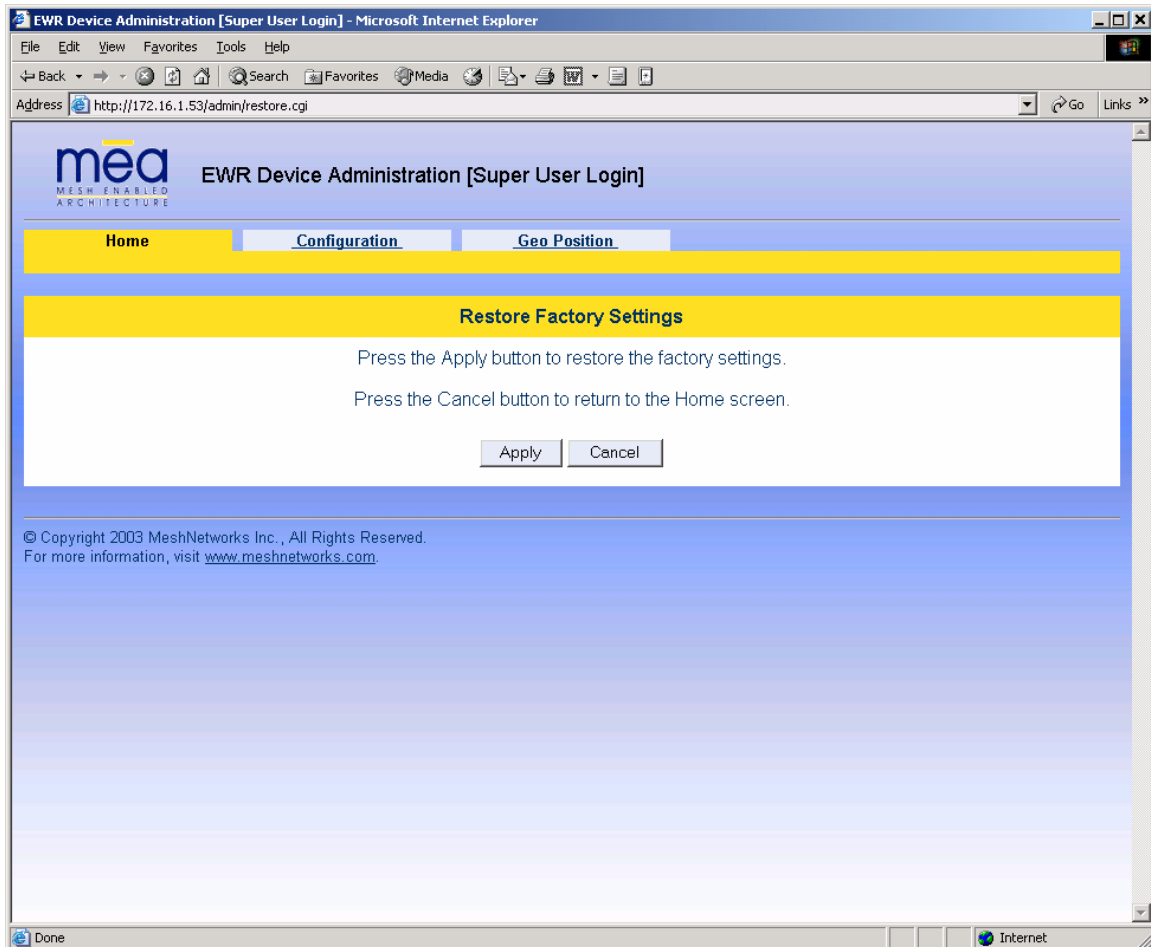 EWR Device Administration [Super User Login] - Microsoft Internet Explorer
File Edit View Favorites Tools Help
Back Search Favorites Media
Address http://172.16.1.53/admin/restore.cgi Go Links »
mēa
MESH ENABLED
ARCHITECTURE
EWR Device Administration [Super User Login]
Home Configuration Geo Position
Restore Factory Settings
Press the Apply button to restore the factory settings.
Press the Cancel button to return to the Home screen.
Apply Cancel
© Copyright 2003 MeshNetworks Inc., All Rights Reserved.
For more information, visit www.meshnetworks.com.
Done Internet